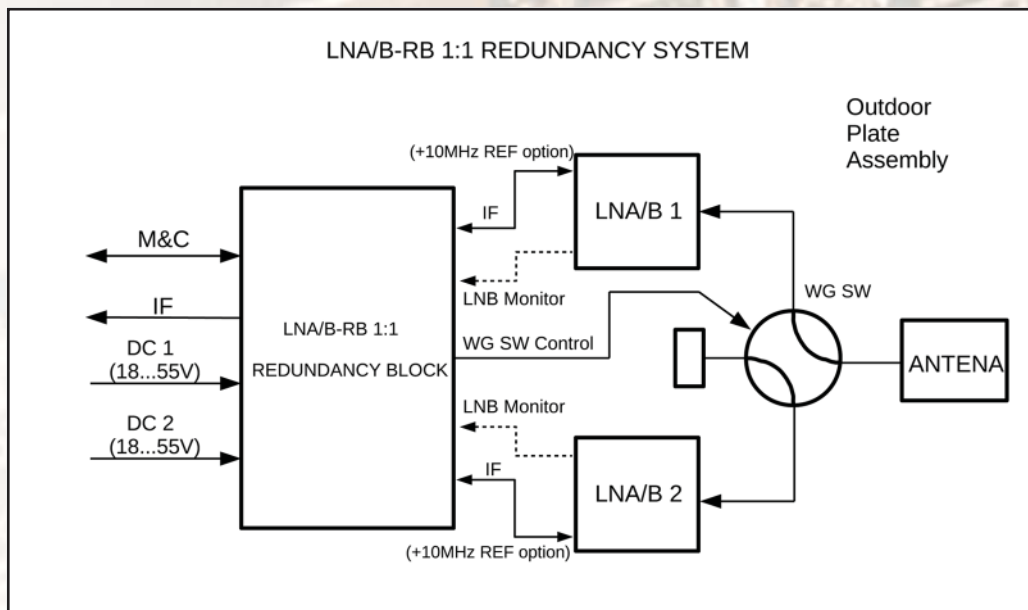 LNA/B-RB 1:1 REDUNDANCY SYSTEM
Outdoor
Plate
Assembly
(+10MHz REF option)
LNA/B 1
IF
M&C
LNB Monitor
WG SW
IF
LNA/B-RB 1:1
REDUNDANCY BLOCK
WG SW Control
DC 1
(18...55V)
ANTENA
LNB Monitor
DC 2
(18...55V)
IF
LNA/B 2
(+10MHz REF option)